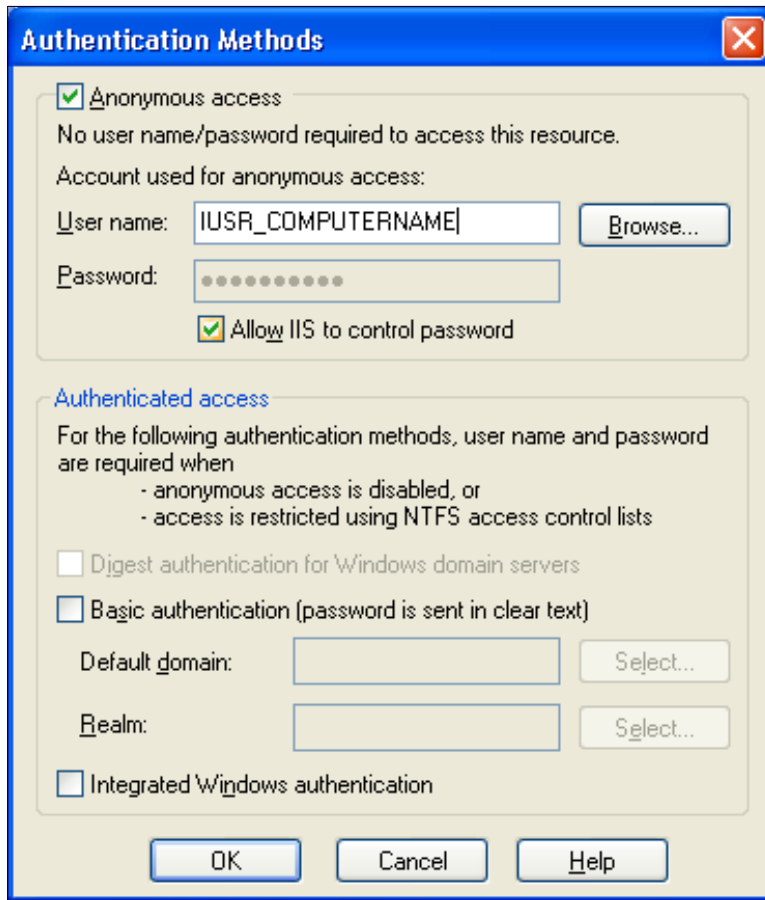 Authentication Methods
Anonymous access
No user name/password required to access this resource.
Account used for anonymous access:
User name: IUSR_COMPUTERNAME Browse...
Password: ●●●●●●●●●●
Allow IIS to control password
Authenticated access
For the following authentication methods, user name and password
are required when
- anonymous access is disabled, or
- access is restricted using NTFS access control lists
Digest authentication for Windows domain servers
Basic authentication (password is sent in clear text)
Default domain: Select...
Realm: Select...
Integrated Windows authentication
OK Cancel Help